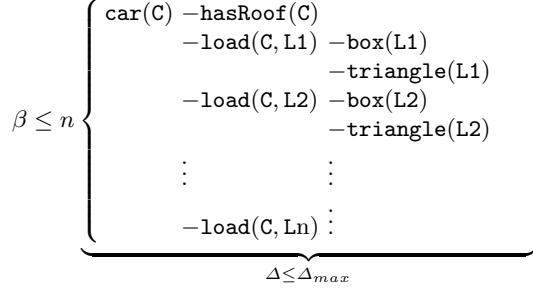 car(C) −hasRoof(C)
−load(C, L1) −box(L1)
−triangle(L1)
−load(C, L2) −box(L2)
−triangle(L2)
β ≤ n
⋮ ⋮
−load(C, Ln) ⋮
Δ≤Δmax